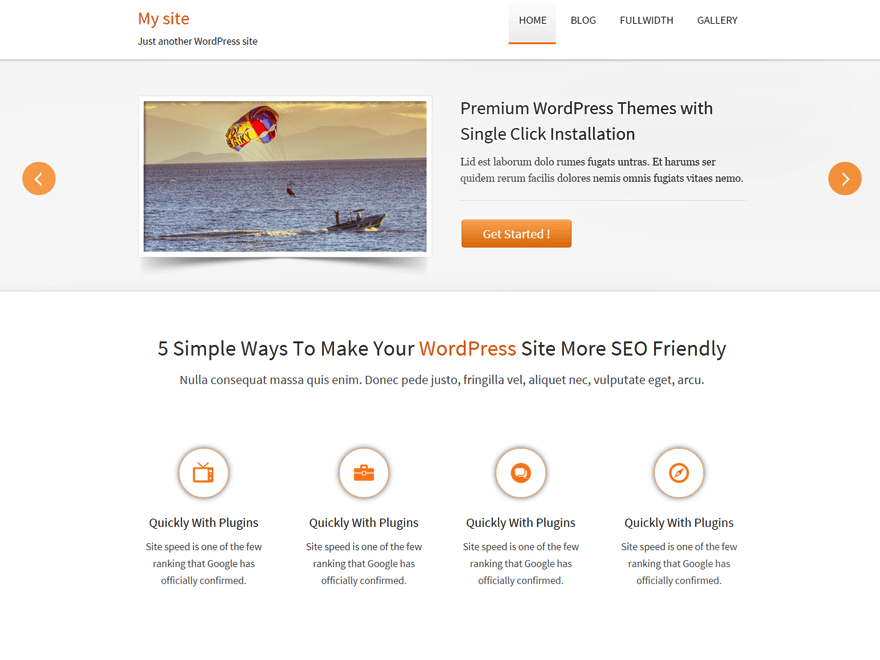 My site
Just another WordPress site
HOME BLOG FULLWIDTH GALLERY
Premium WordPress Themes with
Single Click Installation
Lid est laborum dolo rumes fugats untras. Et harums ser
quidem rerum facilis dolores nemis omnis fugiats vitaes nemo.
Get Started !
5 Simple Ways To Make Your WordPress Site More SEO Friendly
Nulla consequat massa quis enim. Donec pede justo, fringilla vel, aliquet nec, vulputate eget, arcu.
Quickly With Plugins
Site speed is one of the few
ranking that Google has
officially confirmed.
Quickly With Plugins
Site speed is one of the few
ranking that Google has
officially confirmed.
Quickly With Plugins
Site speed is one of the few
ranking that Google has
officially confirmed.
Quickly With Plugins
Site speed is one of the few
ranking that Google has
officially confirmed.